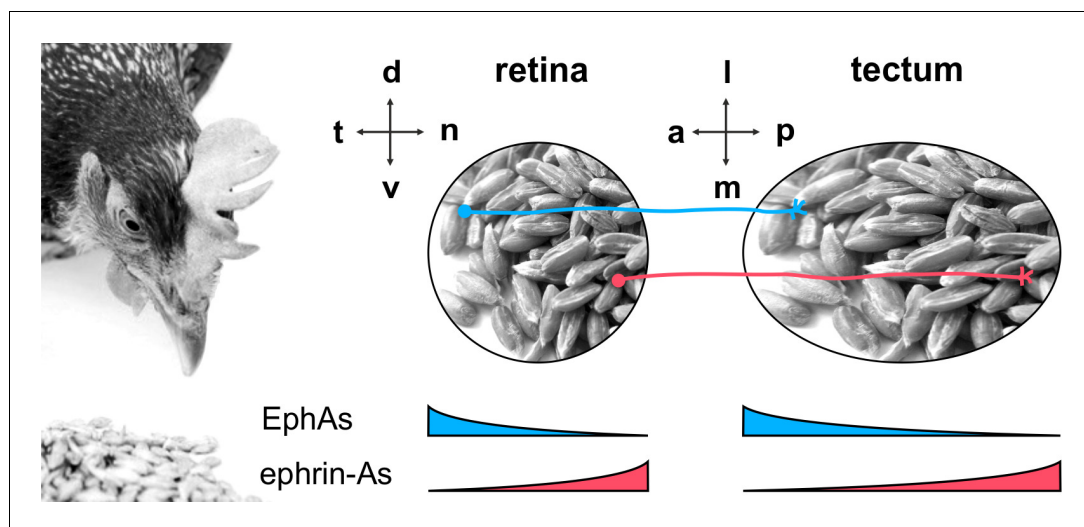 retina
tectum
d
t n
v
l
a p
m
EphAs
ephrin-As